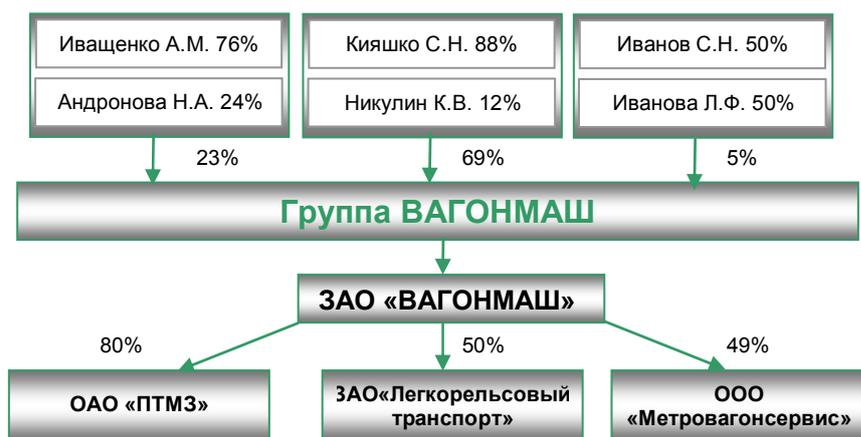 Иващенко А.М. 76%
Кияшко С.Н. 88%
Иванов С.Н. 50%
Андронова Н.А. 24%
Никулин К.В. 12%
Иванова Л.Ф. 50%
23%
69%
5%
Группа ВАГОНМАШ
ЗАО «ВАГОНМАШ»
80%
50%
49%
ОАО «ПТМЗ»
ЗАО«Легкорельсовый
транспорт»
ООО
«Метровагонсервис»